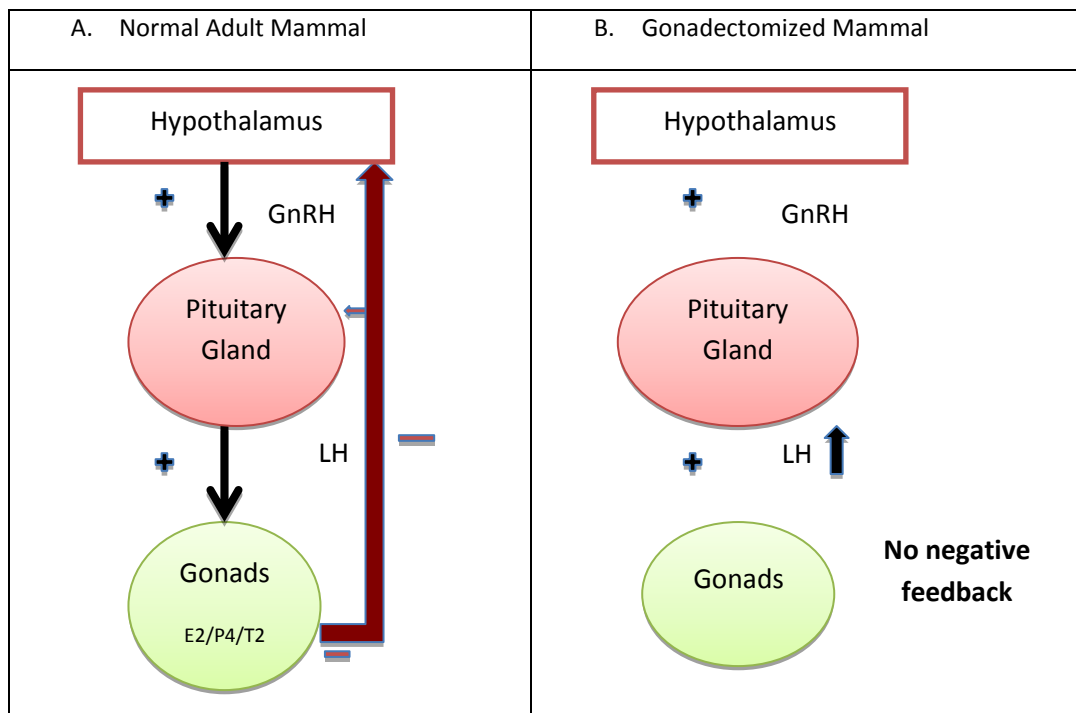 A. Normal Adult Mammal
B. Gonadectomized Mammal
Hypothalamus
GnRH
Pituitary
Gland
LH
Gonads
E2/P4/T2
Hypothalamus
GnRH
Pituitary
Gland
LH
Gonads
No negative
feedback